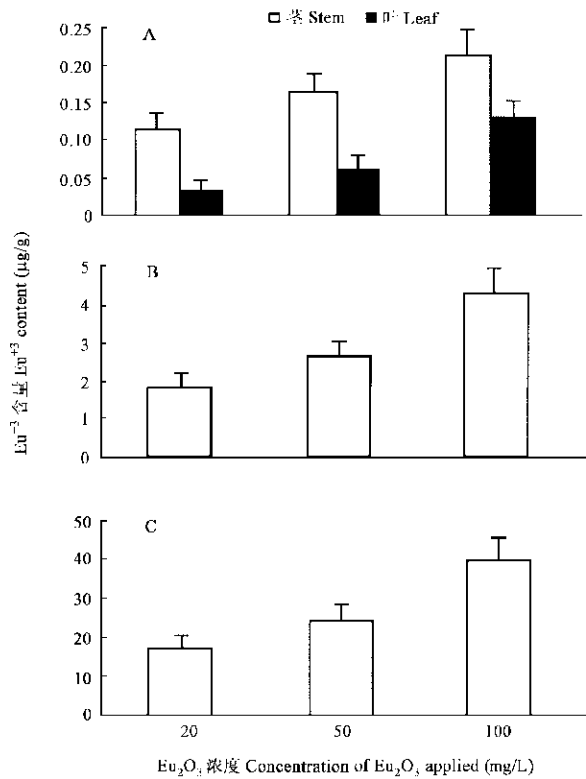 茎 Stem 叶 Leaf
A
0.25
0.20
0.15
0.10
0.05
0
B
5
4
3
2
1
0
C
50
40
30
20
10
0
20 50 100
Eu⁺³ 含量 Eu⁺³ content (μg/g)
Eu₂O₃ 浓度 Concentration of Eu₂O₃ applied (mg/L)